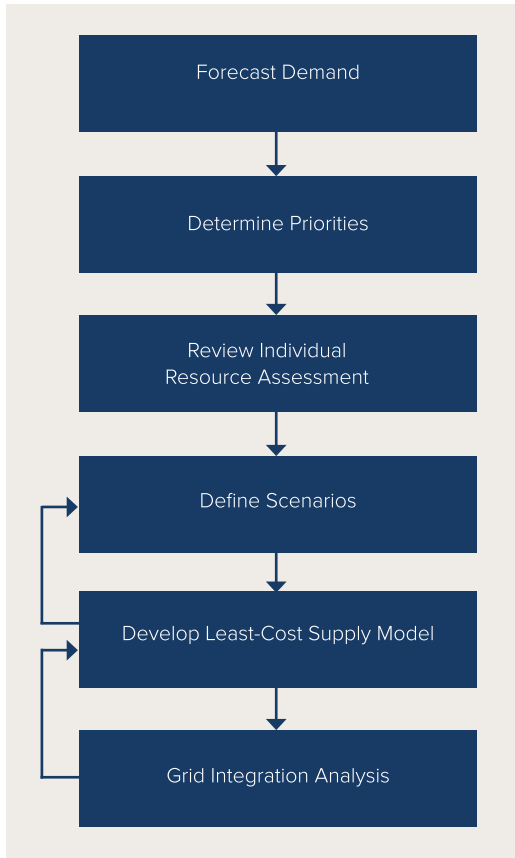 Forecast Demand
Determine Priorities
Review Individual
Resource Assessment
Define Scenarios
Develop Least-Cost Supply Model
Grid Integration Analysis